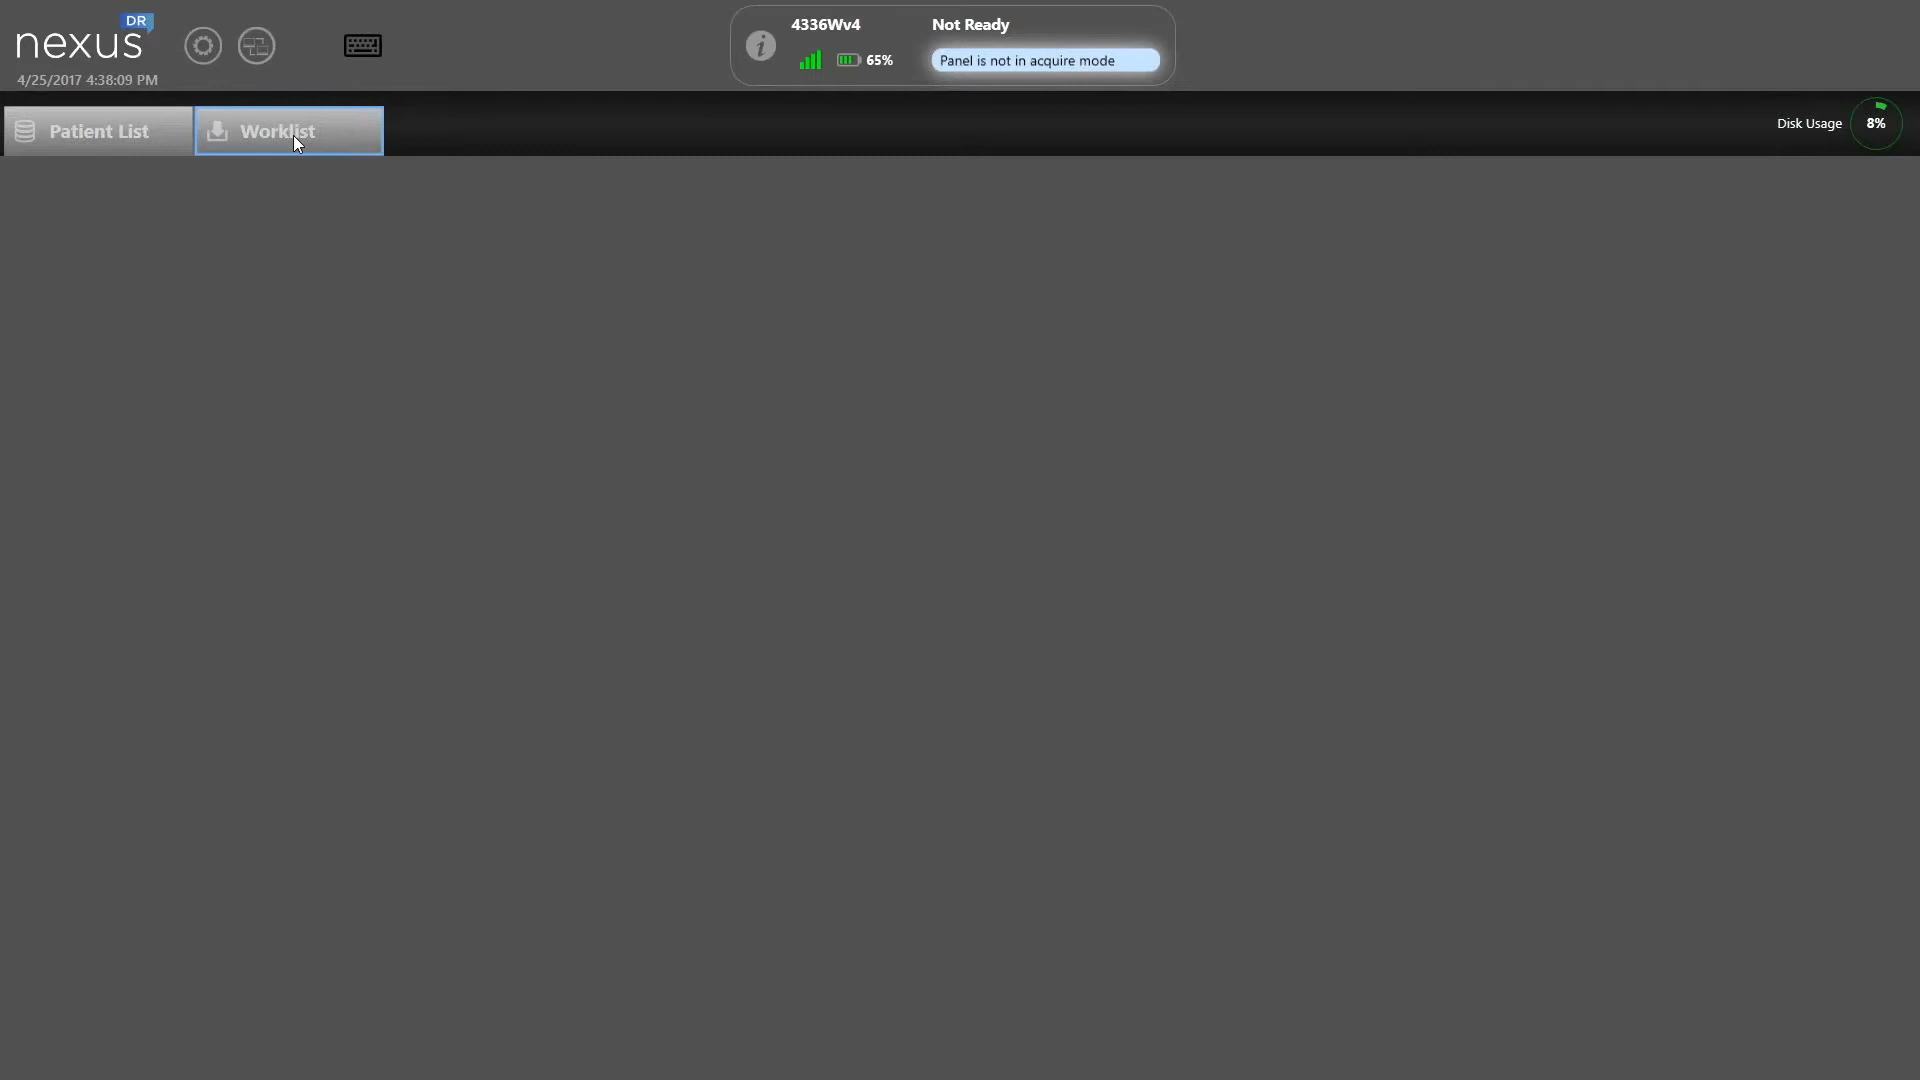 nexus DR
4/25/2017 4:38:09 PM
4336Wv4
Not Ready
65%
Panel is not in acquire mode
Patient List
Worklist
Disk Usage
8%